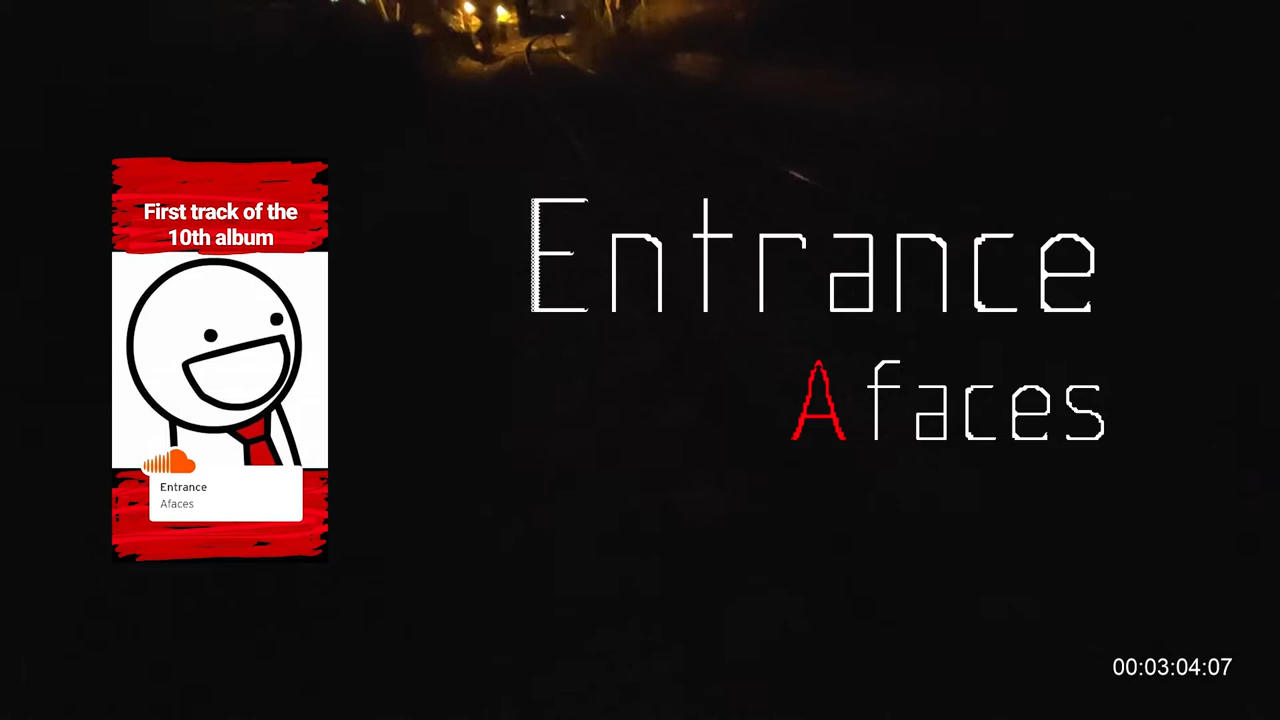 First track of the
10th album
Entrance
Afaces
Entrance
Afaces
00:03:04:07